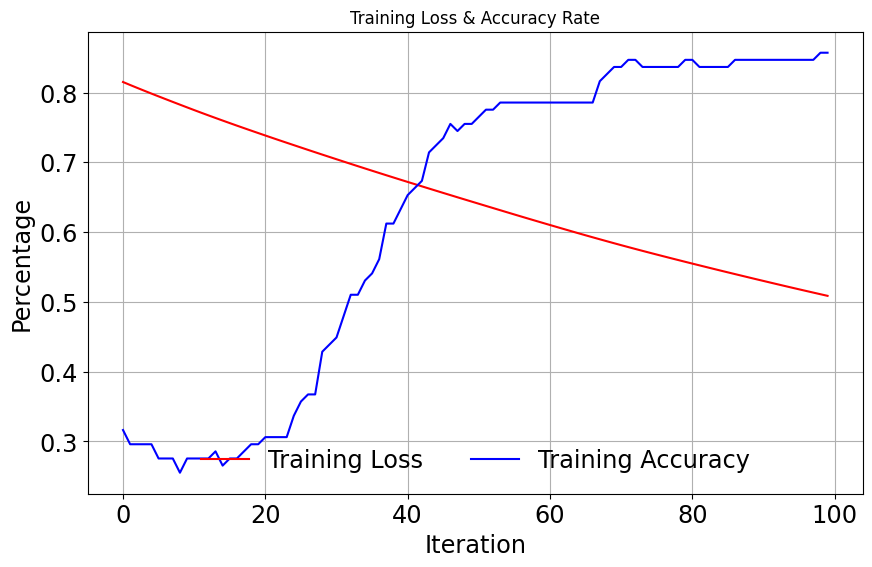 Training Loss & Accuracy Rate
Percentage
0.8
0.7
0.6
0.5
0.4
0.3
Training Loss Training Accuracy
0 20 40 60 80 100
Iteration